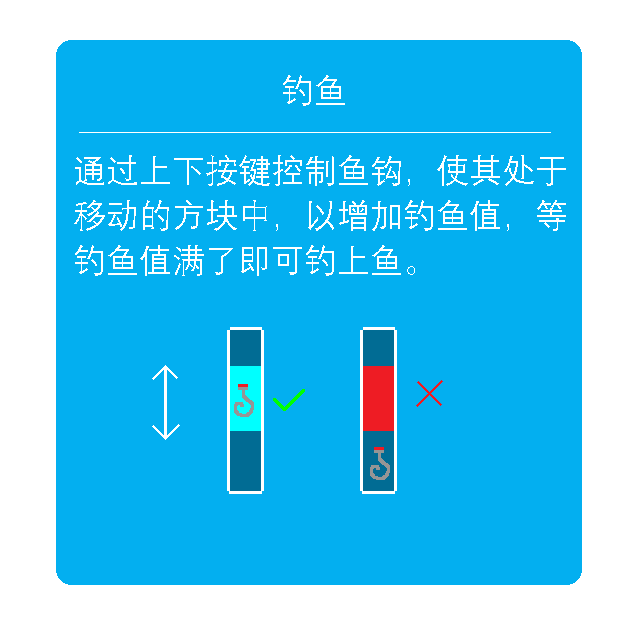 钓鱼
通过上下按键控制鱼钩，使其处于
移动的方块中，以增加钓鱼值，等
钓鱼值满了即可钓上鱼。